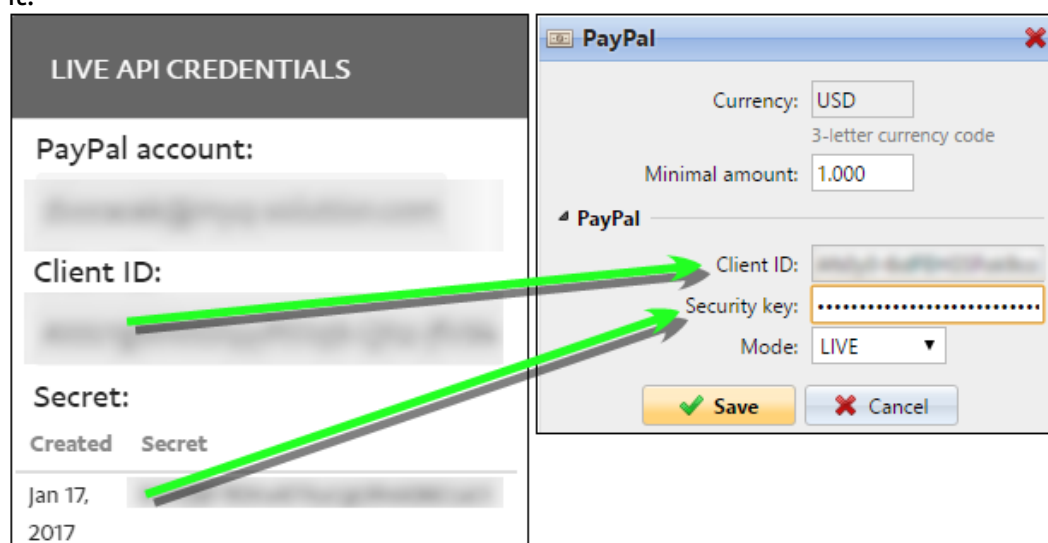 it.
LIVE API CREDENTIALS
PayPal account:
Client ID:
Secret:
Created Secret
Jan 17,
2017
PayPal
Currency: USD
3-letter currency code
Minimal amount: 1.000
PayPal
Client ID:
Security key:
Mode: LIVE
Save Cancel